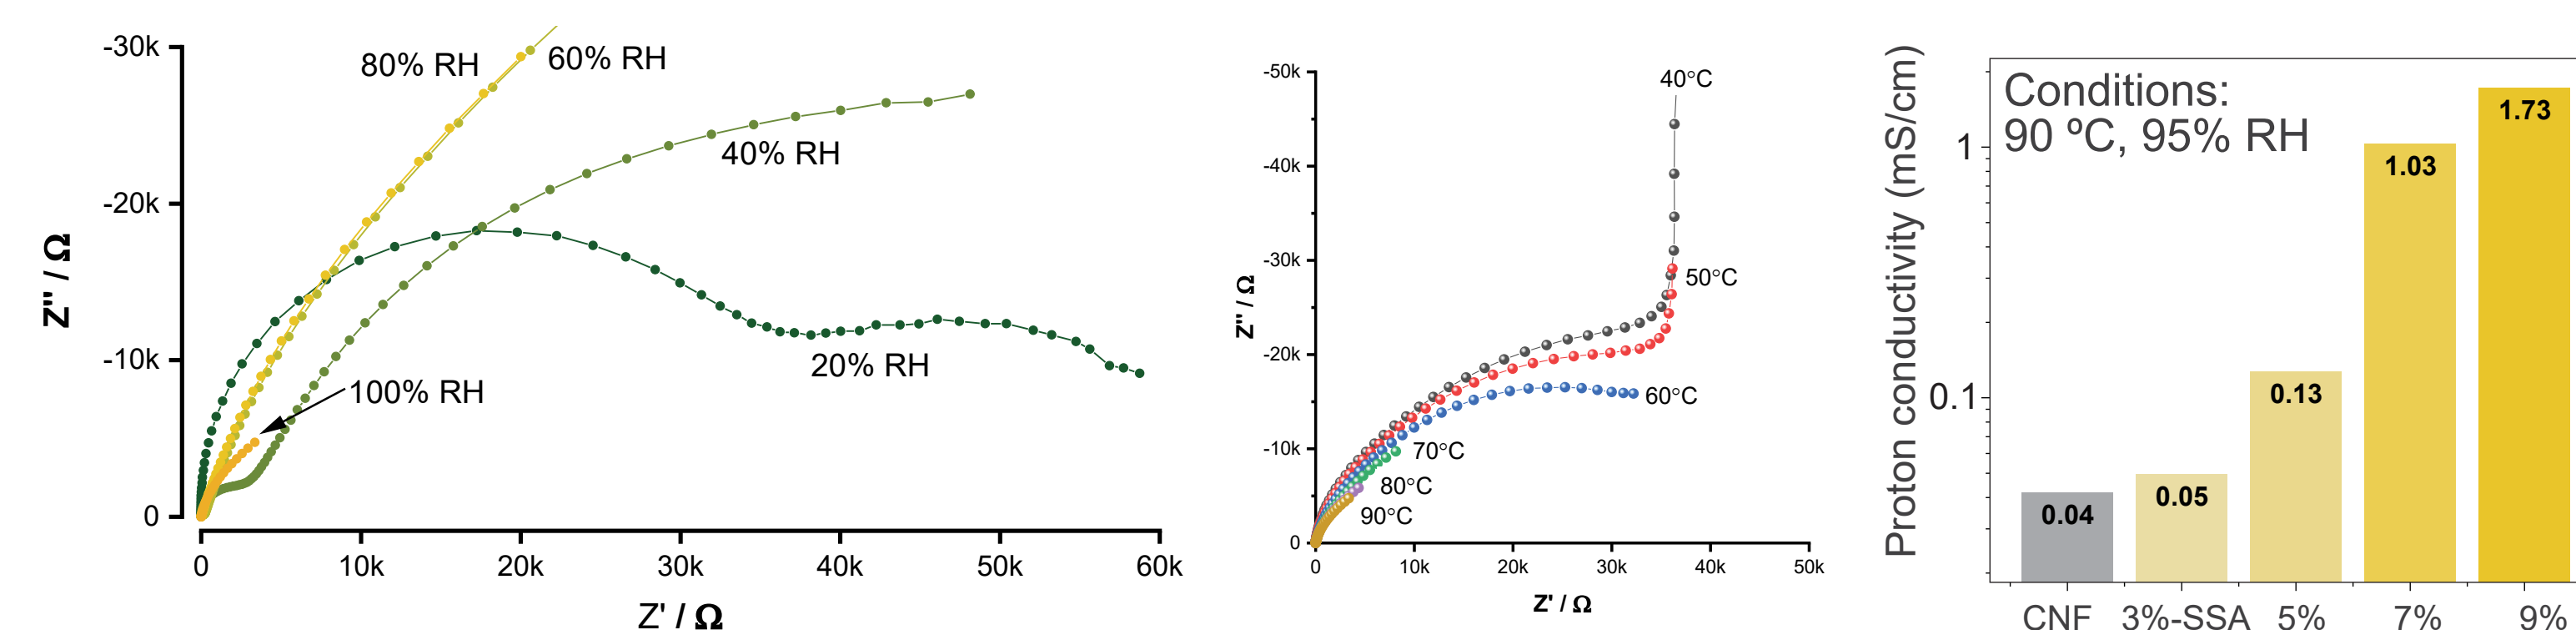 -30k
-20k
-10k
0
Z'' / Ω
80% RH
60% RH
40% RH
20% RH
100% RH
0
10k
20k
30k
40k
50k
60k
Z' / Ω
-50k
-40k
-30k
-20k
-10k
0
Z'' / Ω
40°C
50°C
60°C
70°C
80°C
90°C
0
10k
20k
30k
40k
50k
Z' / Ω
Proton conductivity (mS/cm)
1
0.1
Conditions:
90 ºC, 95% RH
0.04
0.05
0.13
1.03
1.73
CNF
3%-SSA
5%
7%
9%